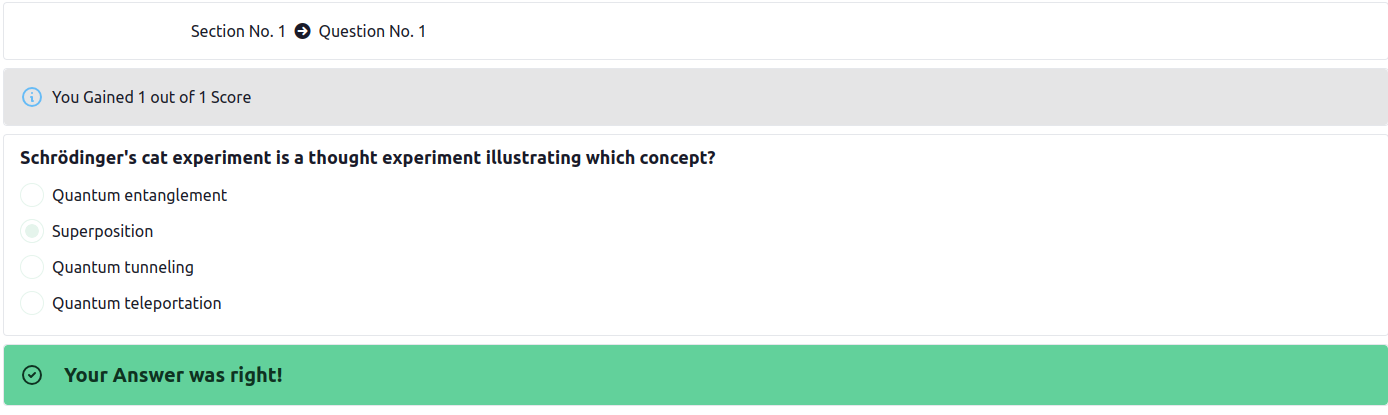 Section No. 1 Question No. 1
You Gained 1 out of 1 Score
Schrödinger's cat experiment is a thought experiment illustrating which concept?
Quantum entanglement
Superposition
Quantum tunneling
Quantum teleportation
Your Answer was right!